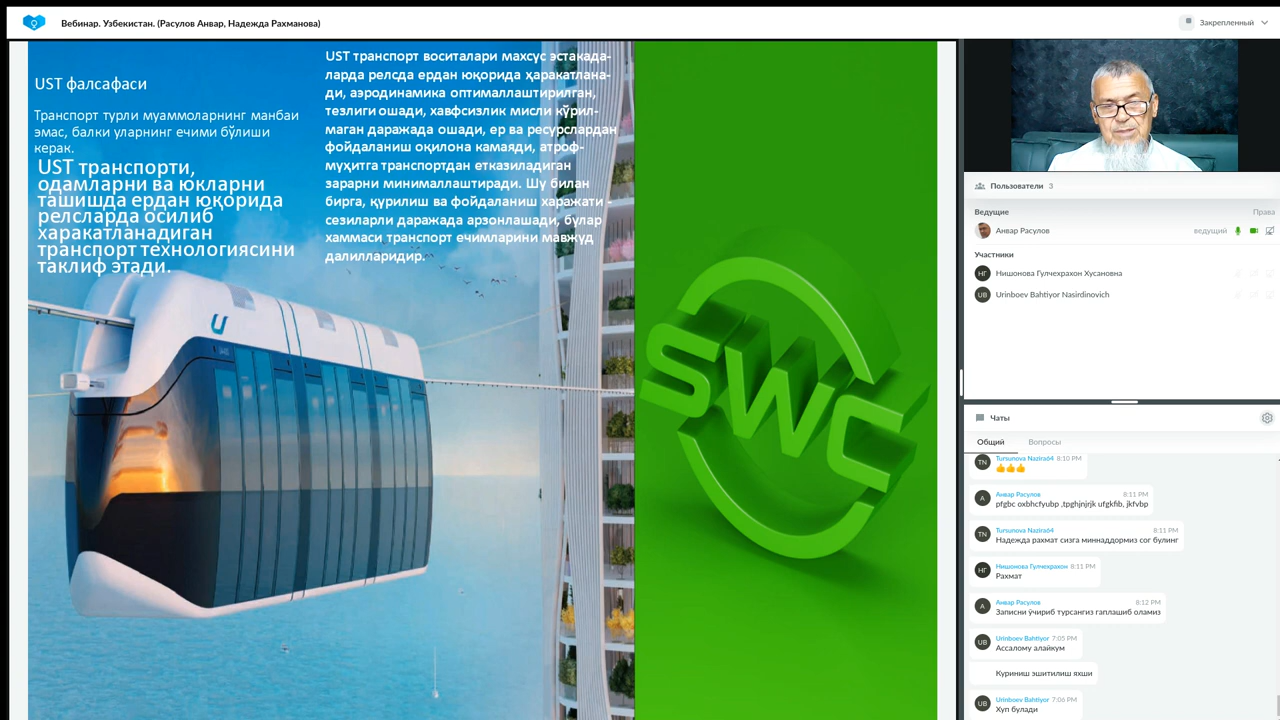 Вебинар. Узбекистан. (Расулов Анвар, Надежда Рахманова)
Закрепленный
UST фалсафаси
Транспорт турли муаммоларнинг манбаи
эмас, балки уларнинг ечими бўлиши
керак.
UST транспорти,
одамларни ва юкларни
ташишда ердан юқорида
релсларда осилиб
харакатланадиган
транспорт технологиясини
таклиф этади.
UST транспорт воситалари махсус эстакада-
ларда релсда ердан юқорида ҳаракатлана-
ди, аэродинамика оптималлаштирилган,
тезлиги ошади, хавфсизлик мисли кўрил-
маган даражада ошади, ер ва ресурслардан
фойдаланиш оқилона камаяди, атроф-
муҳитга транспортдан етказиладиган
зарарни минималлаштиради. Шу билан
бирга, қурилиш ва фойдаланиш харажати -
сезиларли даражада арзонлашади, булар
хаммаси транспорт ечимларини мавжуд
далилларидир.
SWC
Пользователи 3
Ведущие
Права
Анвар Расулов
ведущий
Участники
НГ
Нишонова Гулчехрахон Хусановна
UB
Urinboev Bahtiyor Nasirdinovich
Чаты
Общий
Вопросы
TN
Tursunova Nazira64 8:10 PM
A
Анвар Расулов 8:11 PM
pfgbc oxbhcfyubp ,tpghjnjrjk ufgkfib, jkfvbp
TN
Tursunova Nazira64 8:11 PM
Надежда рахмат сизга миннаддормиз сог булинг
НГ
Нишонова Гулчехрахон 8:11 PM
Рахмат
A
Анвар Расулов 8:12 PM
Записни ўчириб турсангиз гаплашиб оламиз
UB
Urinboev Bahtiyor 7:05 PM
Ассалому алайкум
Куриниш эшитилиш яхши
UB
Urinboev Bahtiyor 7:06 PM
Хуп булади